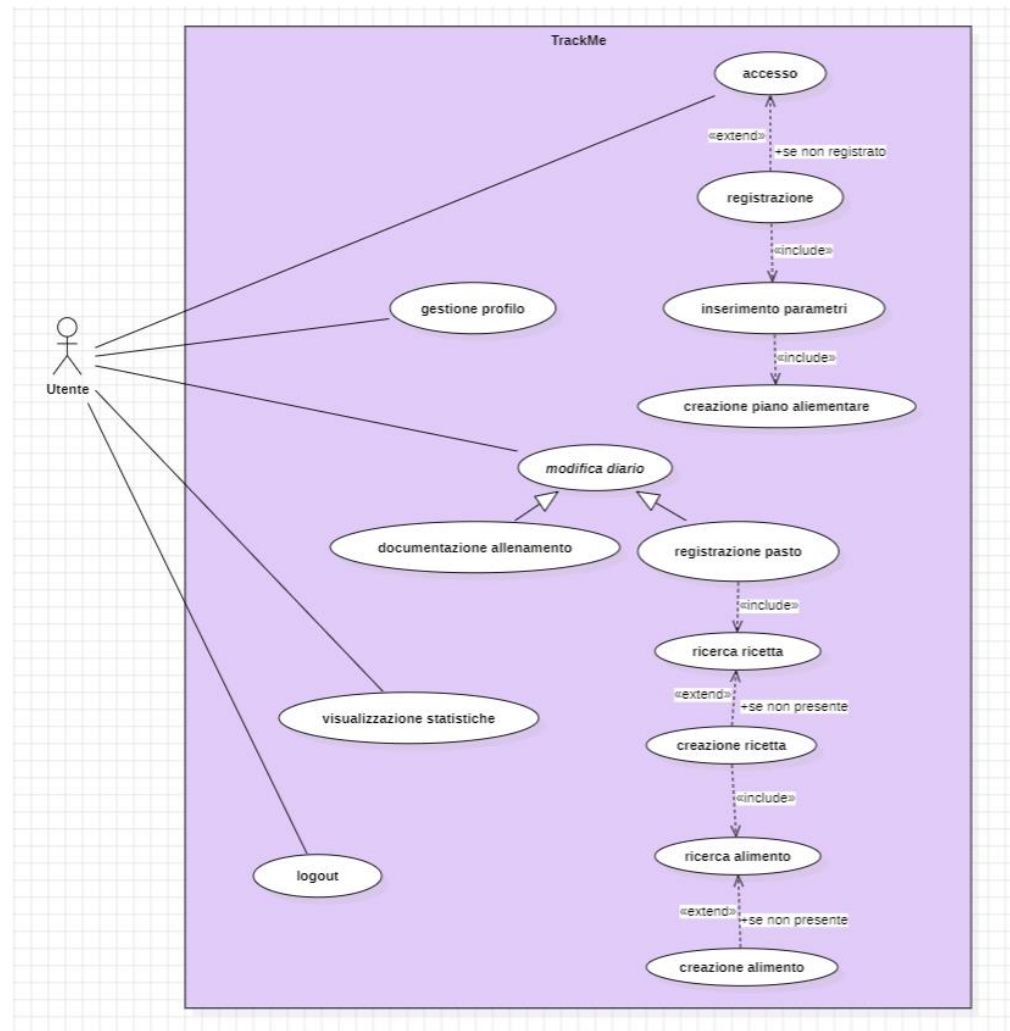 TrackMe
accesso
«extend»
+se non registrato
registrazione
«include»
gestione profilo
inserimento parametri
«include»
Utente
creazione piano aliementare
modifica diario
documentazione allenamento
registrazione pasto
«include»
ricerca ricetta
«extend»
+se non presente
visualizzazione statistiche
creazione ricetta
«include»
ricerca alimento
logout
«extend»
+se non presente
creazione alimento